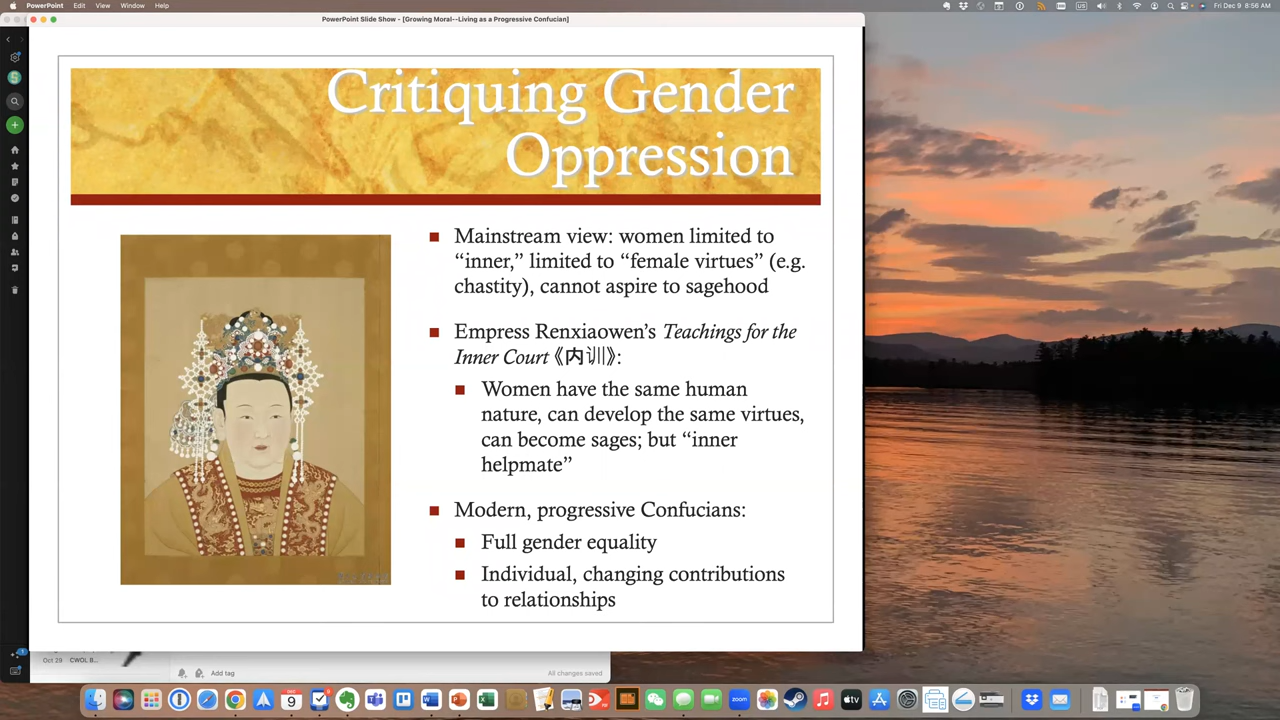 PowerPoint Edit View Window Help
Fri Dec 9 8:56 AM
PowerPoint Slide Show - [Growing Moral--Living as a Progressive Confucian]
Critiquing Gender
Oppression
Mainstream view: women limited to
“inner,” limited to “female virtues” (e.g.
chastity), cannot aspire to sagehood
Empress Renxiaowen’s Teachings for the
Inner Court《内训》:
Women have the same human
nature, can develop the same virtues,
can become sages; but “inner
helpmate”
Modern, progressive Confucians:
Full gender equality
Individual, changing contributions
to relationships
Oct 29 CWOL B...
Add tag
All changes saved
zoom